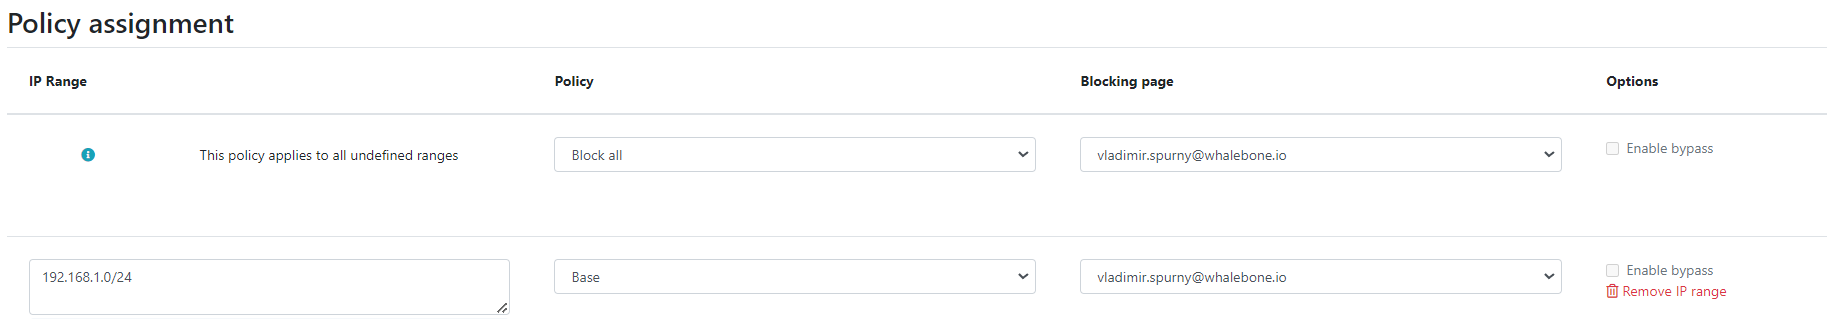 Policy assignment
IP Range Policy Blocking page Options
This policy applies to all undefined ranges Block all vladimir.spurny@whalebone.io Enable bypass
192.168.1.0/24 Base vladimir.spurny@whalebone.io Enable bypass
Remove IP range